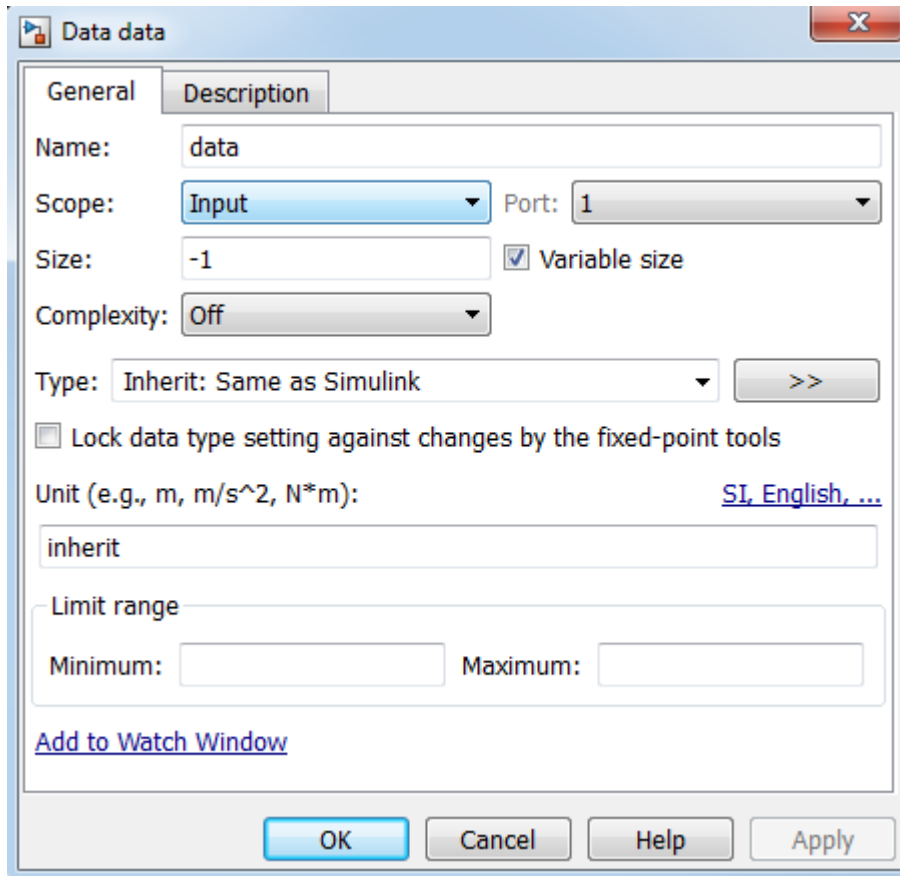 Data data
General Description
Name: data
Scope: Input Port: 1
Size: -1 Variable size
Complexity: Off
Type: Inherit: Same as Simulink >>
Lock data type setting against changes by the fixed-point tools
Unit (e.g., m, m/s^2, N*m): SI, English, ...
inherit
Limit range
Minimum: Maximum:
Add to Watch Window
OK Cancel Help Apply